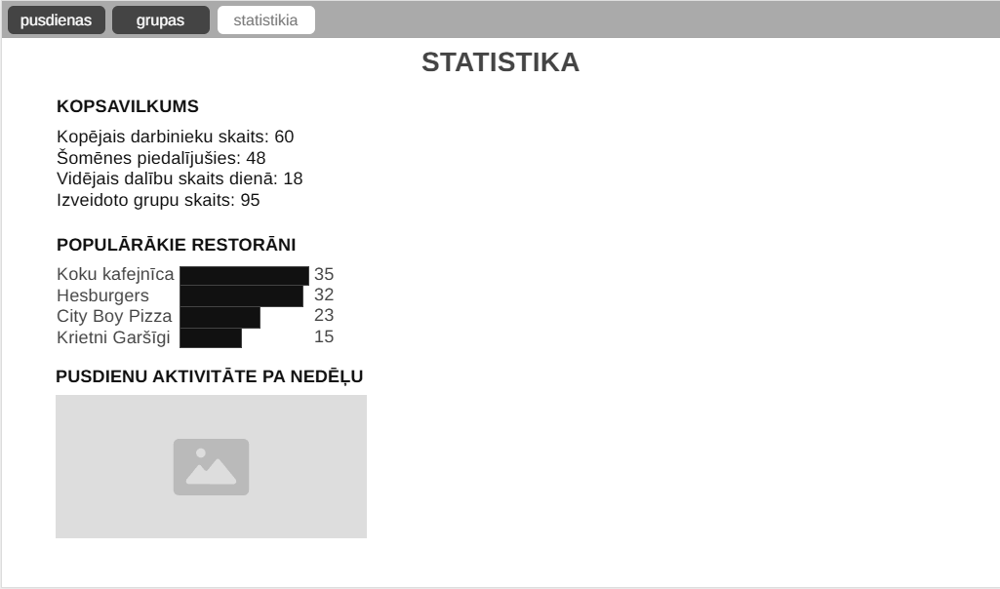 pusdienas grupas statistikia
STATISTIKA
KOPSAVILKUMS
Kopējais darbinieku skaits: 60
Šomēnes piedalījušies: 48
Vidējais dalību skaits dienā: 18
Izveidoto grupu skaits: 95
POPULĀRĀKIE RESTORĀNI
Koku kafejnīca 35
Hesburgers 32
City Boy Pizza 23
Krietni Garšīgi 15
PUSDIENU AKTIVITĀTE PA NEDĒĻU